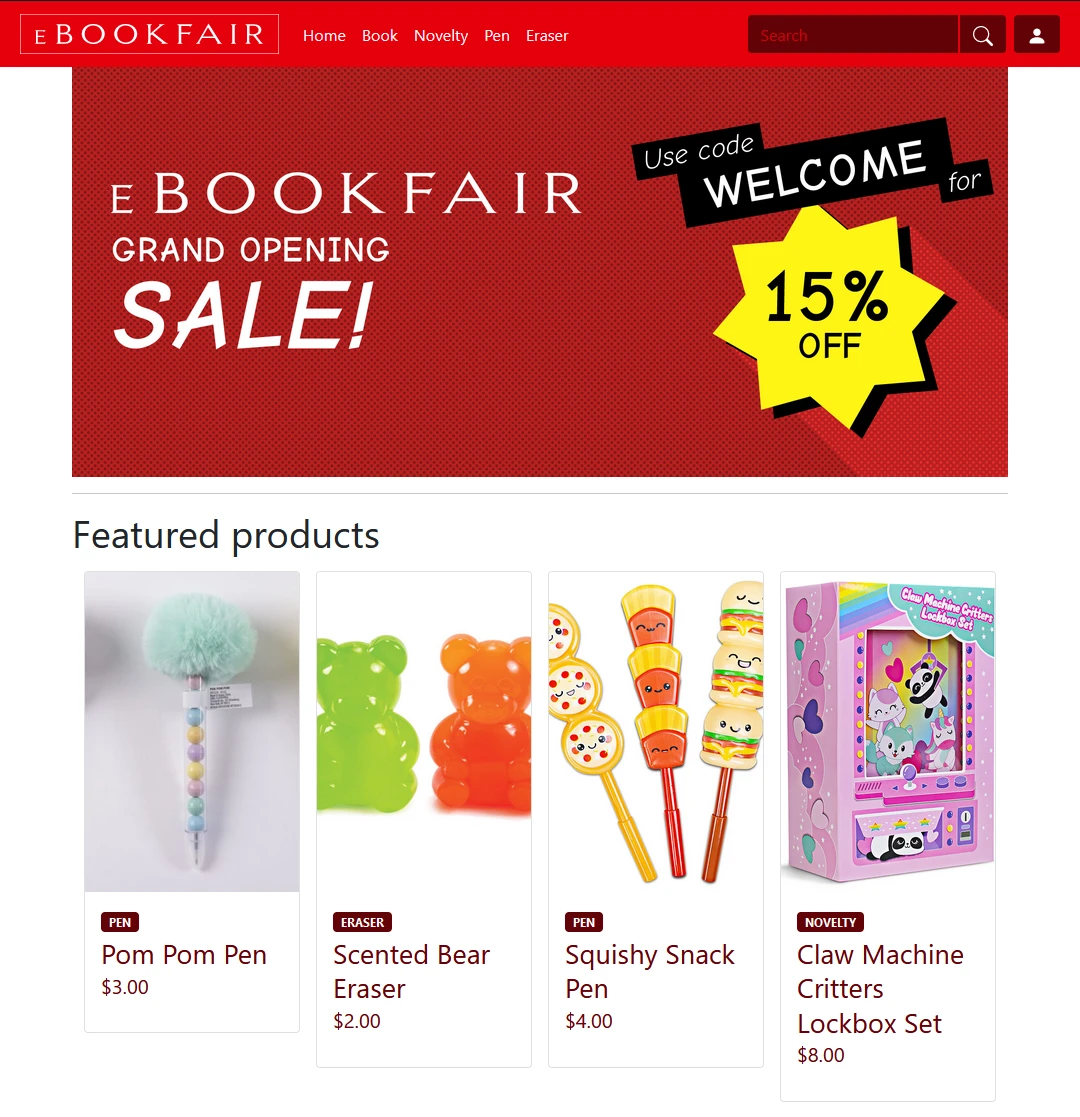 E BOOKFAIR
Home Book Novelty Pen Eraser
Search
Use code
WELCOME
for
E BOOKFAIR
GRAND OPENING
SALE!
15%
OFF
Featured products
Claw Machine Critters
Lockbox Set
PEN
Pom Pom Pen
$3.00
ERASER
Scented Bear
Eraser
$2.00
PEN
Squishy Snack
Pen
$4.00
NOVELTY
Claw Machine
Critters
Lockbox Set
$8.00